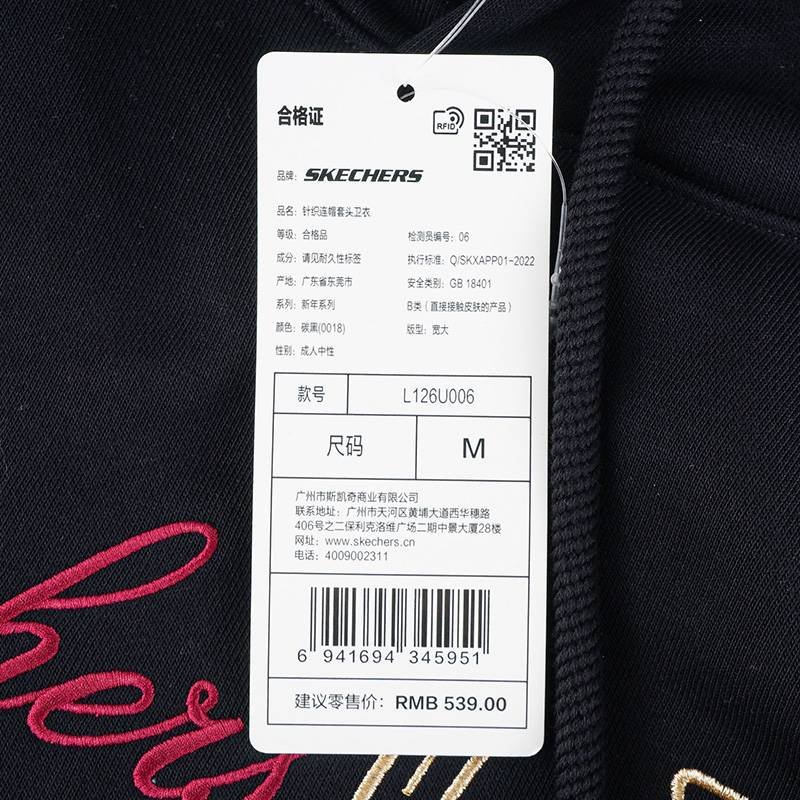 合格证
RFID
品牌: SKECHERS
品名: 针织连帽套头卫衣
等级: 合格品 检测员编号: 06
成分: 请见耐久性标签 执行标准: Q/SKXAPP01-2022
产地: 广东省东莞市 安全类别: GB 18401
系列: 新年系列 B类 (直接接触皮肤的产品)
颜色: 碳黑(0018) 版型: 宽大
性别: 成人中性
款号 L126U006
尺码 M
广州市斯凯奇商业有限公司
联系地址: 广州市天河区黄埔大道西华穗路
406号之二保利克洛维广场二期中景大厦28楼
网址: www.skechers.cn
电话: 4009002311
6 941694 345951
建议零售价: RMB 539.00
hers